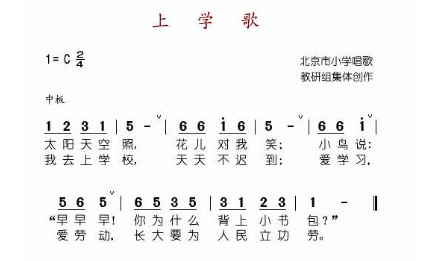 上学歌
1=C 2/4
北京市小学唱歌
教研组集体创作
中板
1 2 3 1 | 5 - ˅ | 6 6 i 6 | 5 - ˅ | 6 6 i ˅ |
太阳天空照, 花儿对我笑; 小鸟说:
我去上学校, 天天不迟到; 爱学习,
5 6 5 ˅ | 6 5 3 5 | 3 1 2 3 | 1 - ‖
“早早早! 你为什么背上小书包?”
爱劳动, 长大要为人民立功劳。